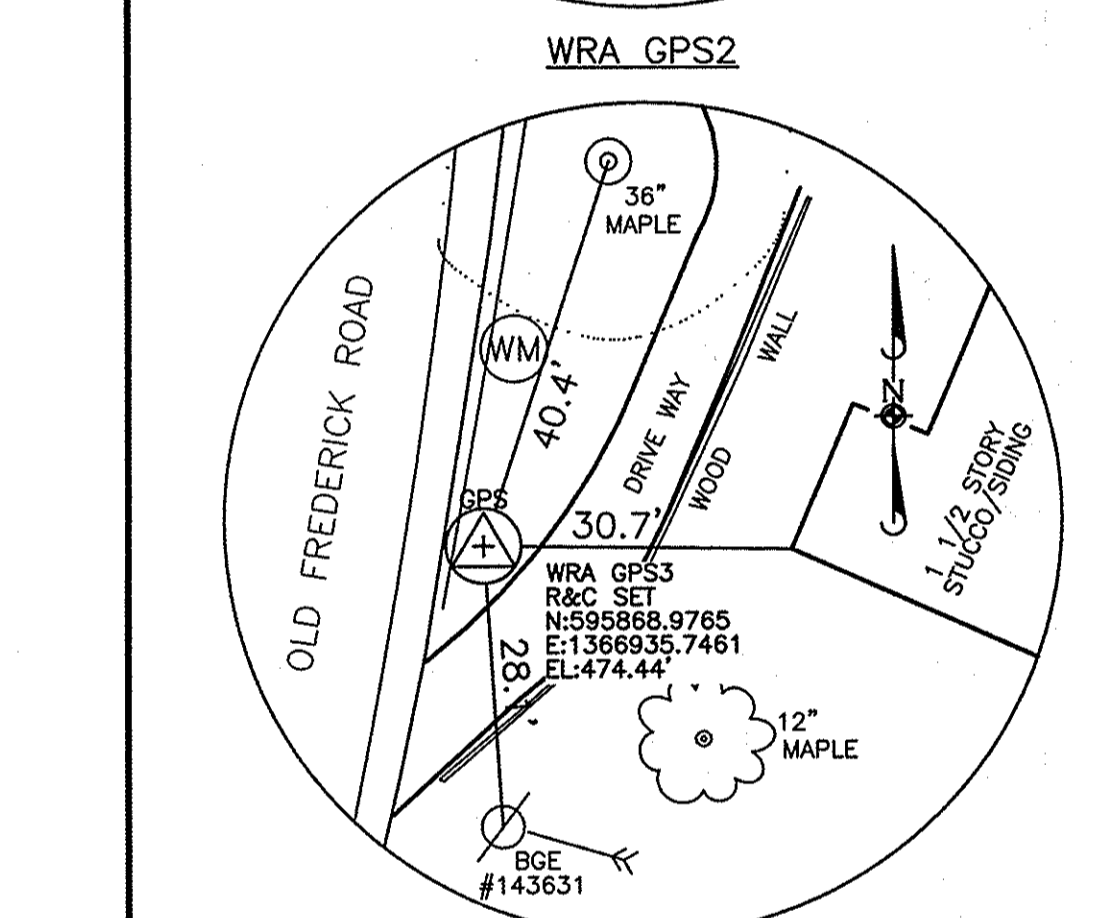 WRA GPS2
36"
MAPLE
OLD FREDERICK ROAD
WM
40.4'
DRIVE WAY
WOOD WALL
N
1 1/2 STORY
STUCCO/SIDING
GPS
30.7'
WRA GPS3
R&C SET
N:595868.9765
E:1366935.7461
EL:474.44'
12"
MAPLE
BGE
#143631